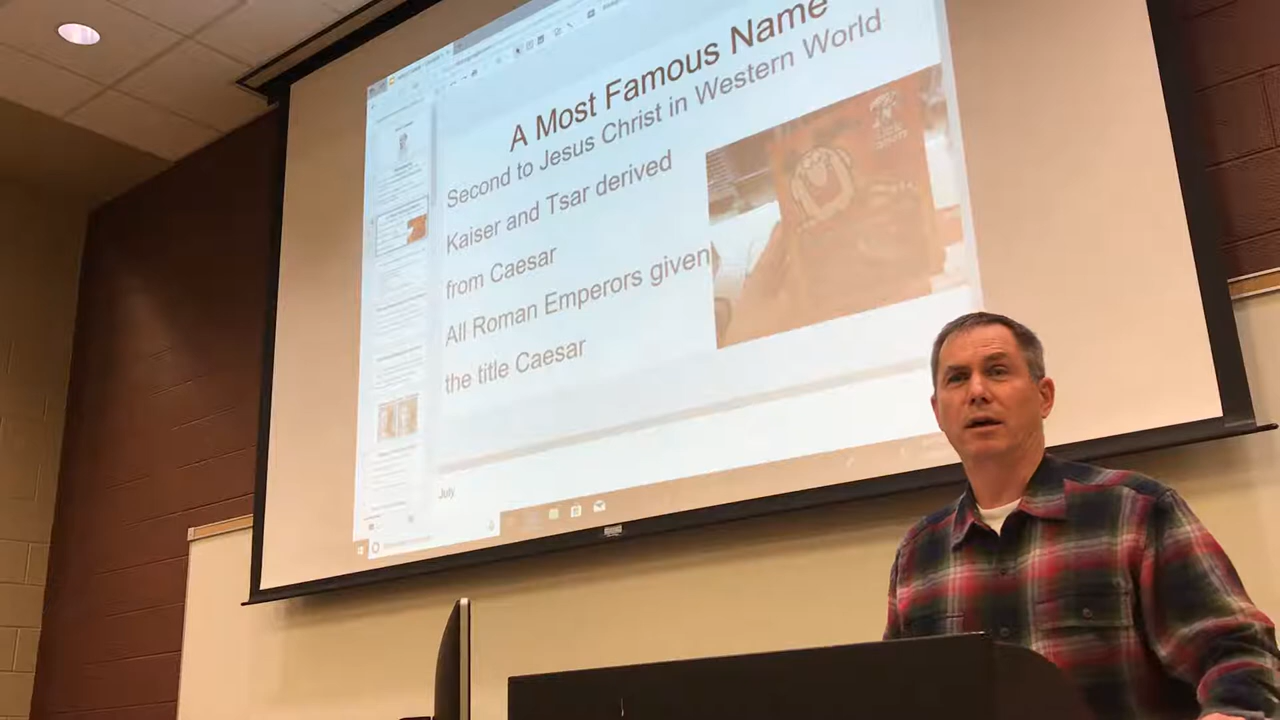 A Most Famous Name
Second to Jesus Christ in Western World
Kaiser and Tsar derived
from Caesar
All Roman Emperors given
the title Caesar
July